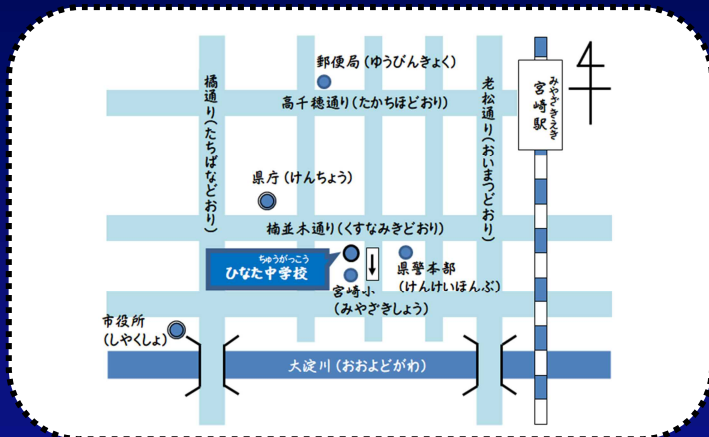 郵便局(ゆうびんきょく)
高千穂通り(たちほどおり)
橘通り(たちばなどおり)
老松通り(おいまつどおり)
みやざきえき
宮崎駅
県庁(けんちょう)
楠並木通り(くすなみきどおり)
ちゅうがっこう
ひなた中学校
宮崎小
(みやざきしょう)
県警本部
(けんけいほんぶ)
市役所
(しやくしょ)
大淀川(おおよどがわ)